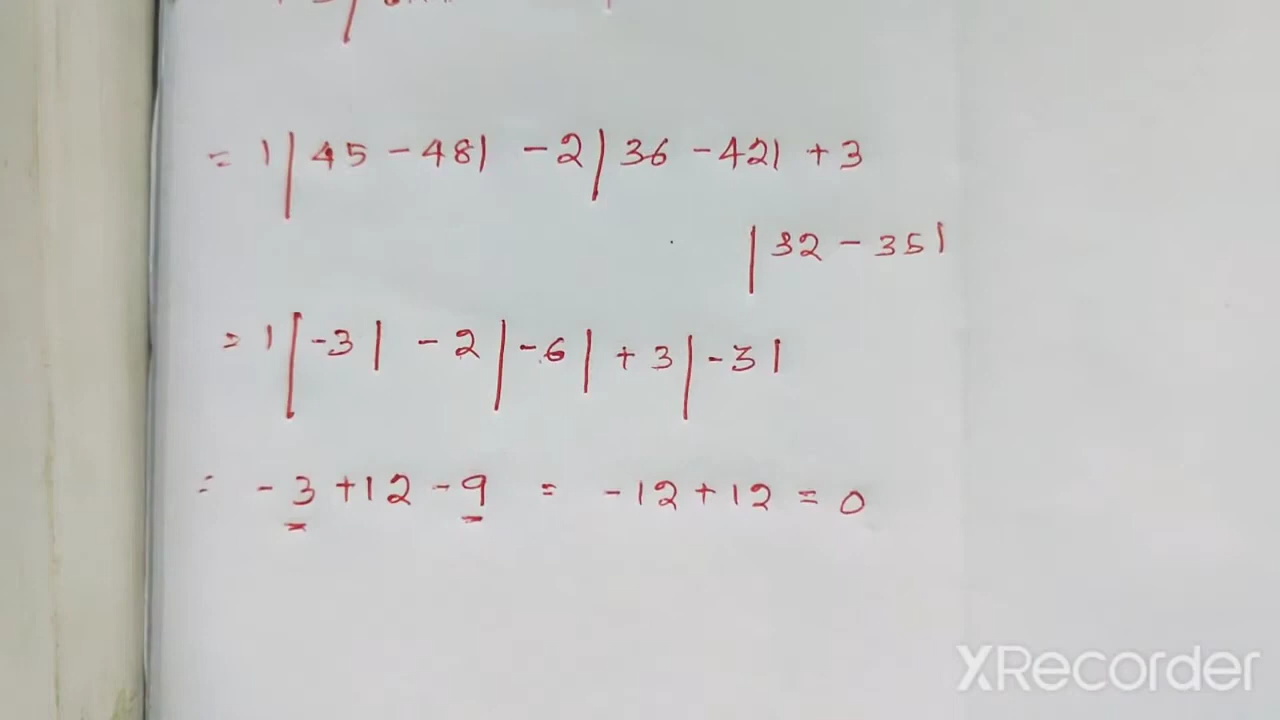 = 1 | 45 - 48 | - 2 | 36 - 42 | + 3
| 32 - 35 |
= 1 | -3 | - 2 | -6 | + 3 | -3 |
= -3 + 12 - 9 = -12 + 12 = 0
XRecorder